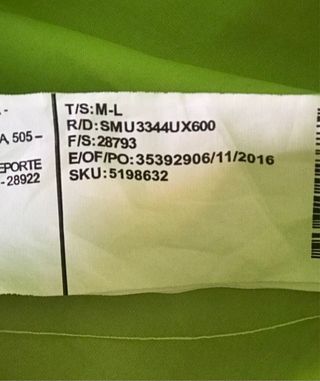 A, 505 –
EPORTE
- 28922
T/S:M-L
R/D:SMU3344UX600
F/S:28793
E/OF/PO:35392906/11/2016
SKU:5198632